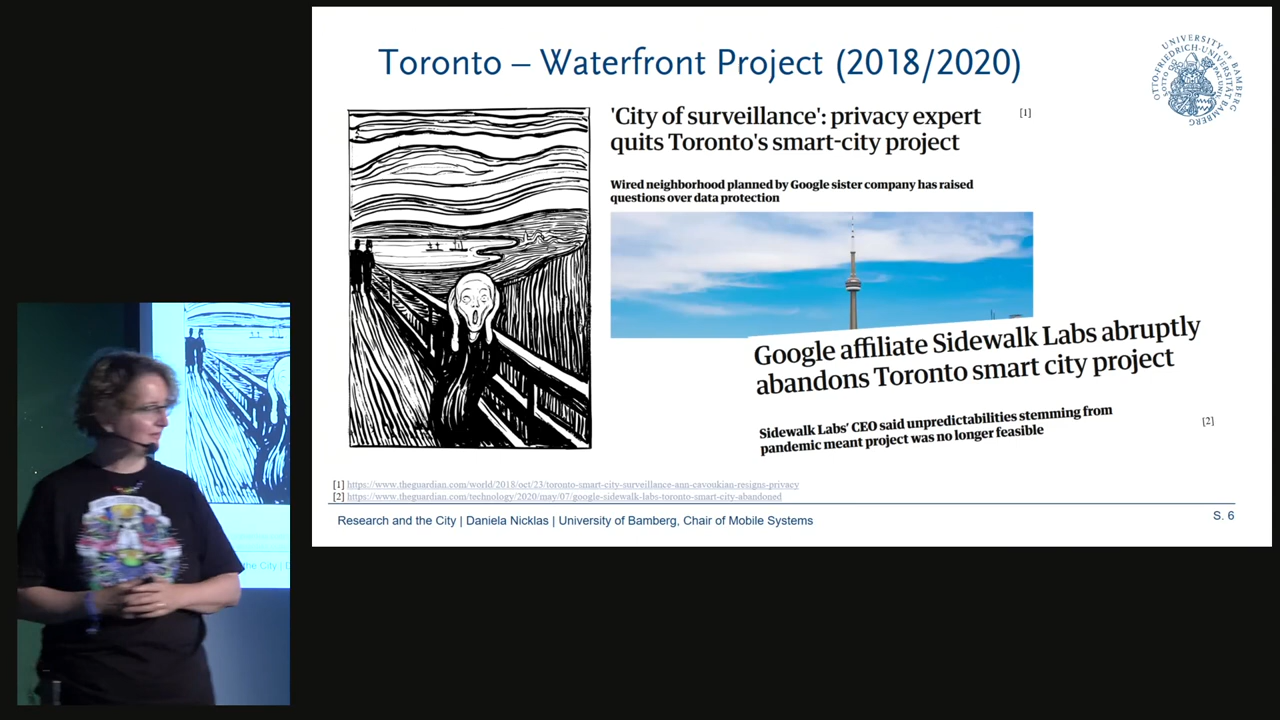 Toronto – Waterfront Project (2018/2020)
UNIVERSITY OF BAMBERG
OTTO-FRIEDRICH-UNIVERSITÄT BAMBERG
'City of surveillance': privacy expert
quits Toronto's smart-city project
[1]
Wired neighborhood planned by Google sister company has raised
questions over data protection
Google affiliate Sidewalk Labs abruptly
abandons Toronto smart city project
Sidewalk Labs' CEO said unpredictabilities stemming from
pandemic meant project was no longer feasible
[2]
[1] https://www.theguardian.com/world/2018/oct/23/toronto-smart-city-surveillance-ann-cavoukian-resigns-privacy
[2] https://www.theguardian.com/technology/2020/may/07/google-sidewalk-labs-toronto-smart-city-abandoned
Research and the City | Daniela Nicklas | University of Bamberg, Chair of Mobile Systems
S. 6
the City | D